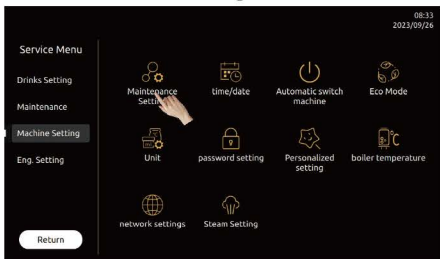 08:33
2023/09/26
Service Menu
Drinks Setting
Maintenance
Machine Setting
Eng. Setting
Return
Maintenance
Setting
time/date
Automatic switch
machine
Eco Mode
Unit
password setting
Personalized
setting
°C
boiler temperature
network settings
Steam Setting